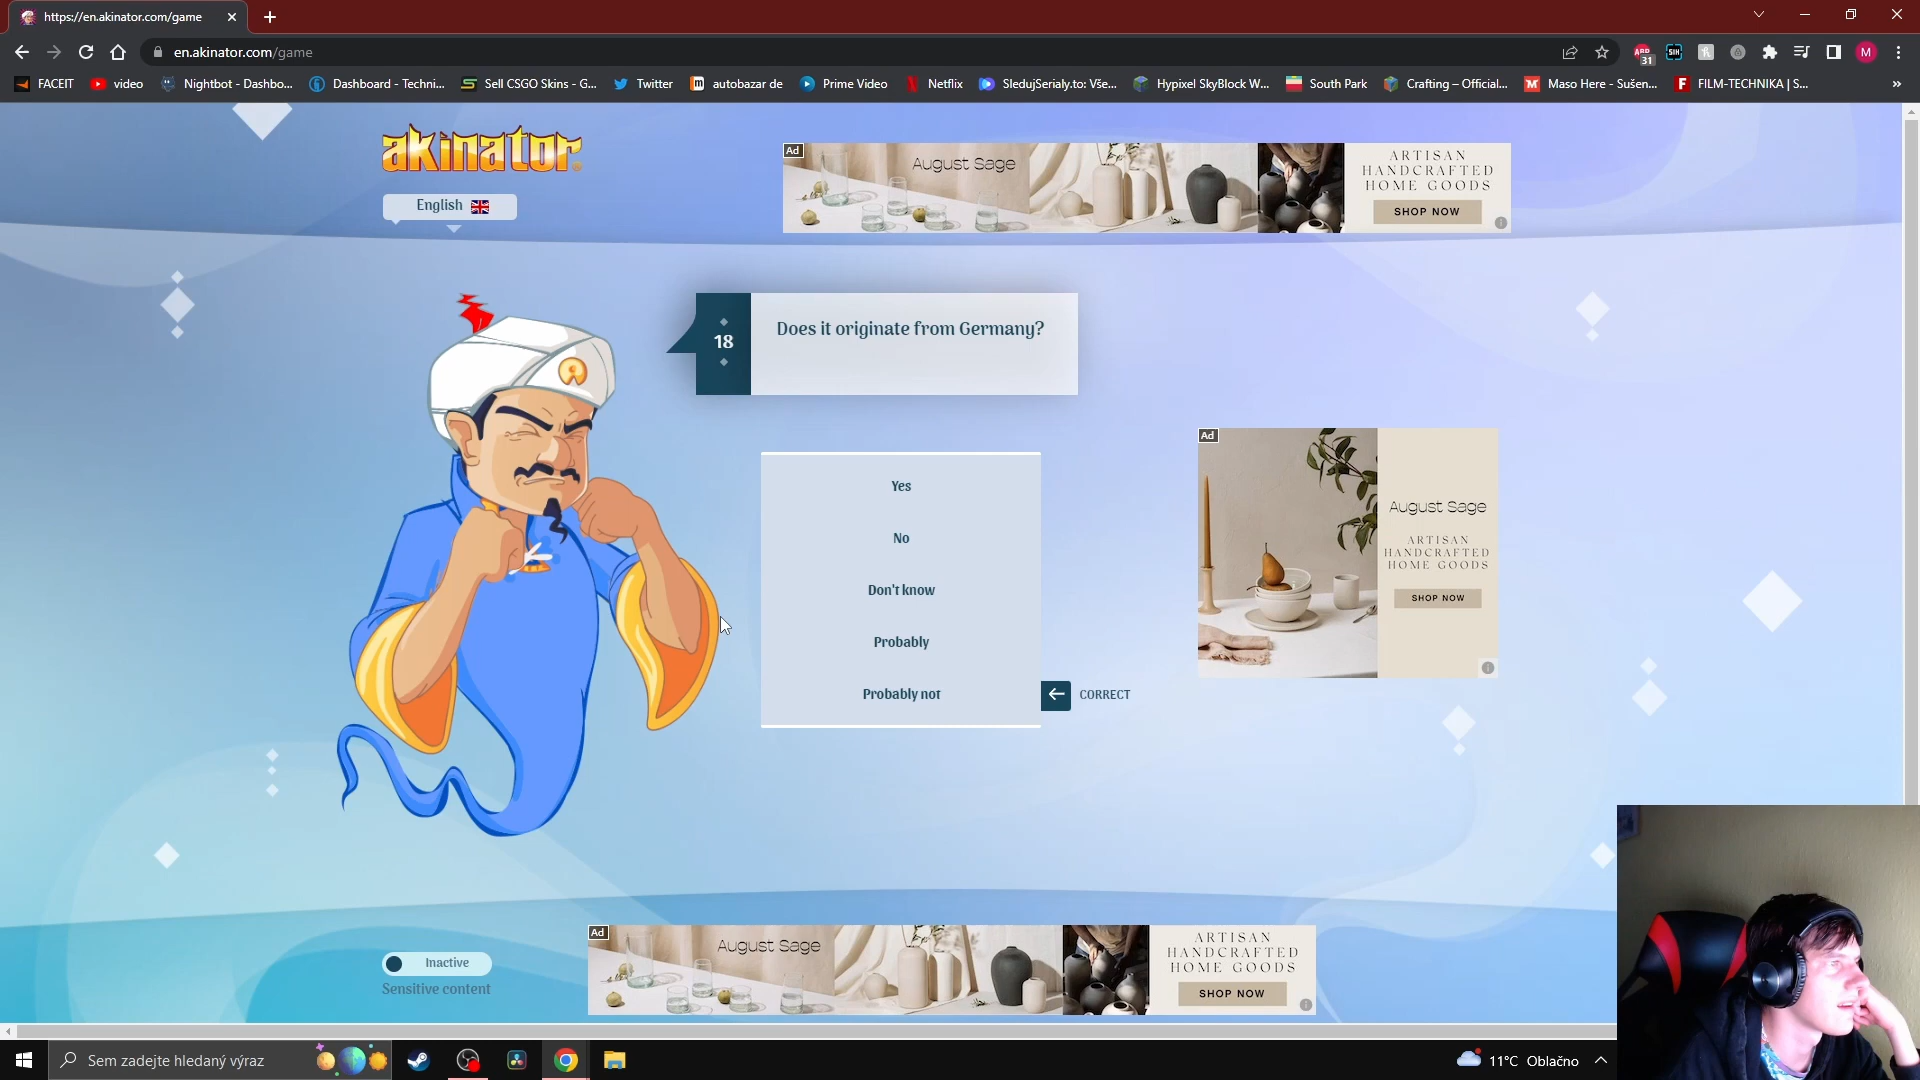 https://en.akinator.com/game
en.akinator.com/game
31
M
FACEIT
video
Nightbot - Dashbo...
Dashboard - Techni...
Sell CSGO Skins - G...
Twitter
autobazar de
Prime Video
Netflix
SledujSerialy.to: Vše...
Hypixel SkyBlock W...
South Park
Crafting – Official...
Maso Here - Sušen...
FILM-TECHNIKA | S...
akinator
English
Ad
August Sage
ARTISAN
HANDCRAFTED
HOME GOODS
SHOP NOW
18
Does it originate from Germany?
Yes
No
Don't know
Probably
Probably not
CORRECT
Ad
August Sage
ARTISAN
HANDCRAFTED
HOME GOODS
SHOP NOW
Inactive
Sensitive content
Ad
August Sage
ARTISAN
HANDCRAFTED
HOME GOODS
SHOP NOW
Sem zadejte hledaný výraz
11°C Oblačno